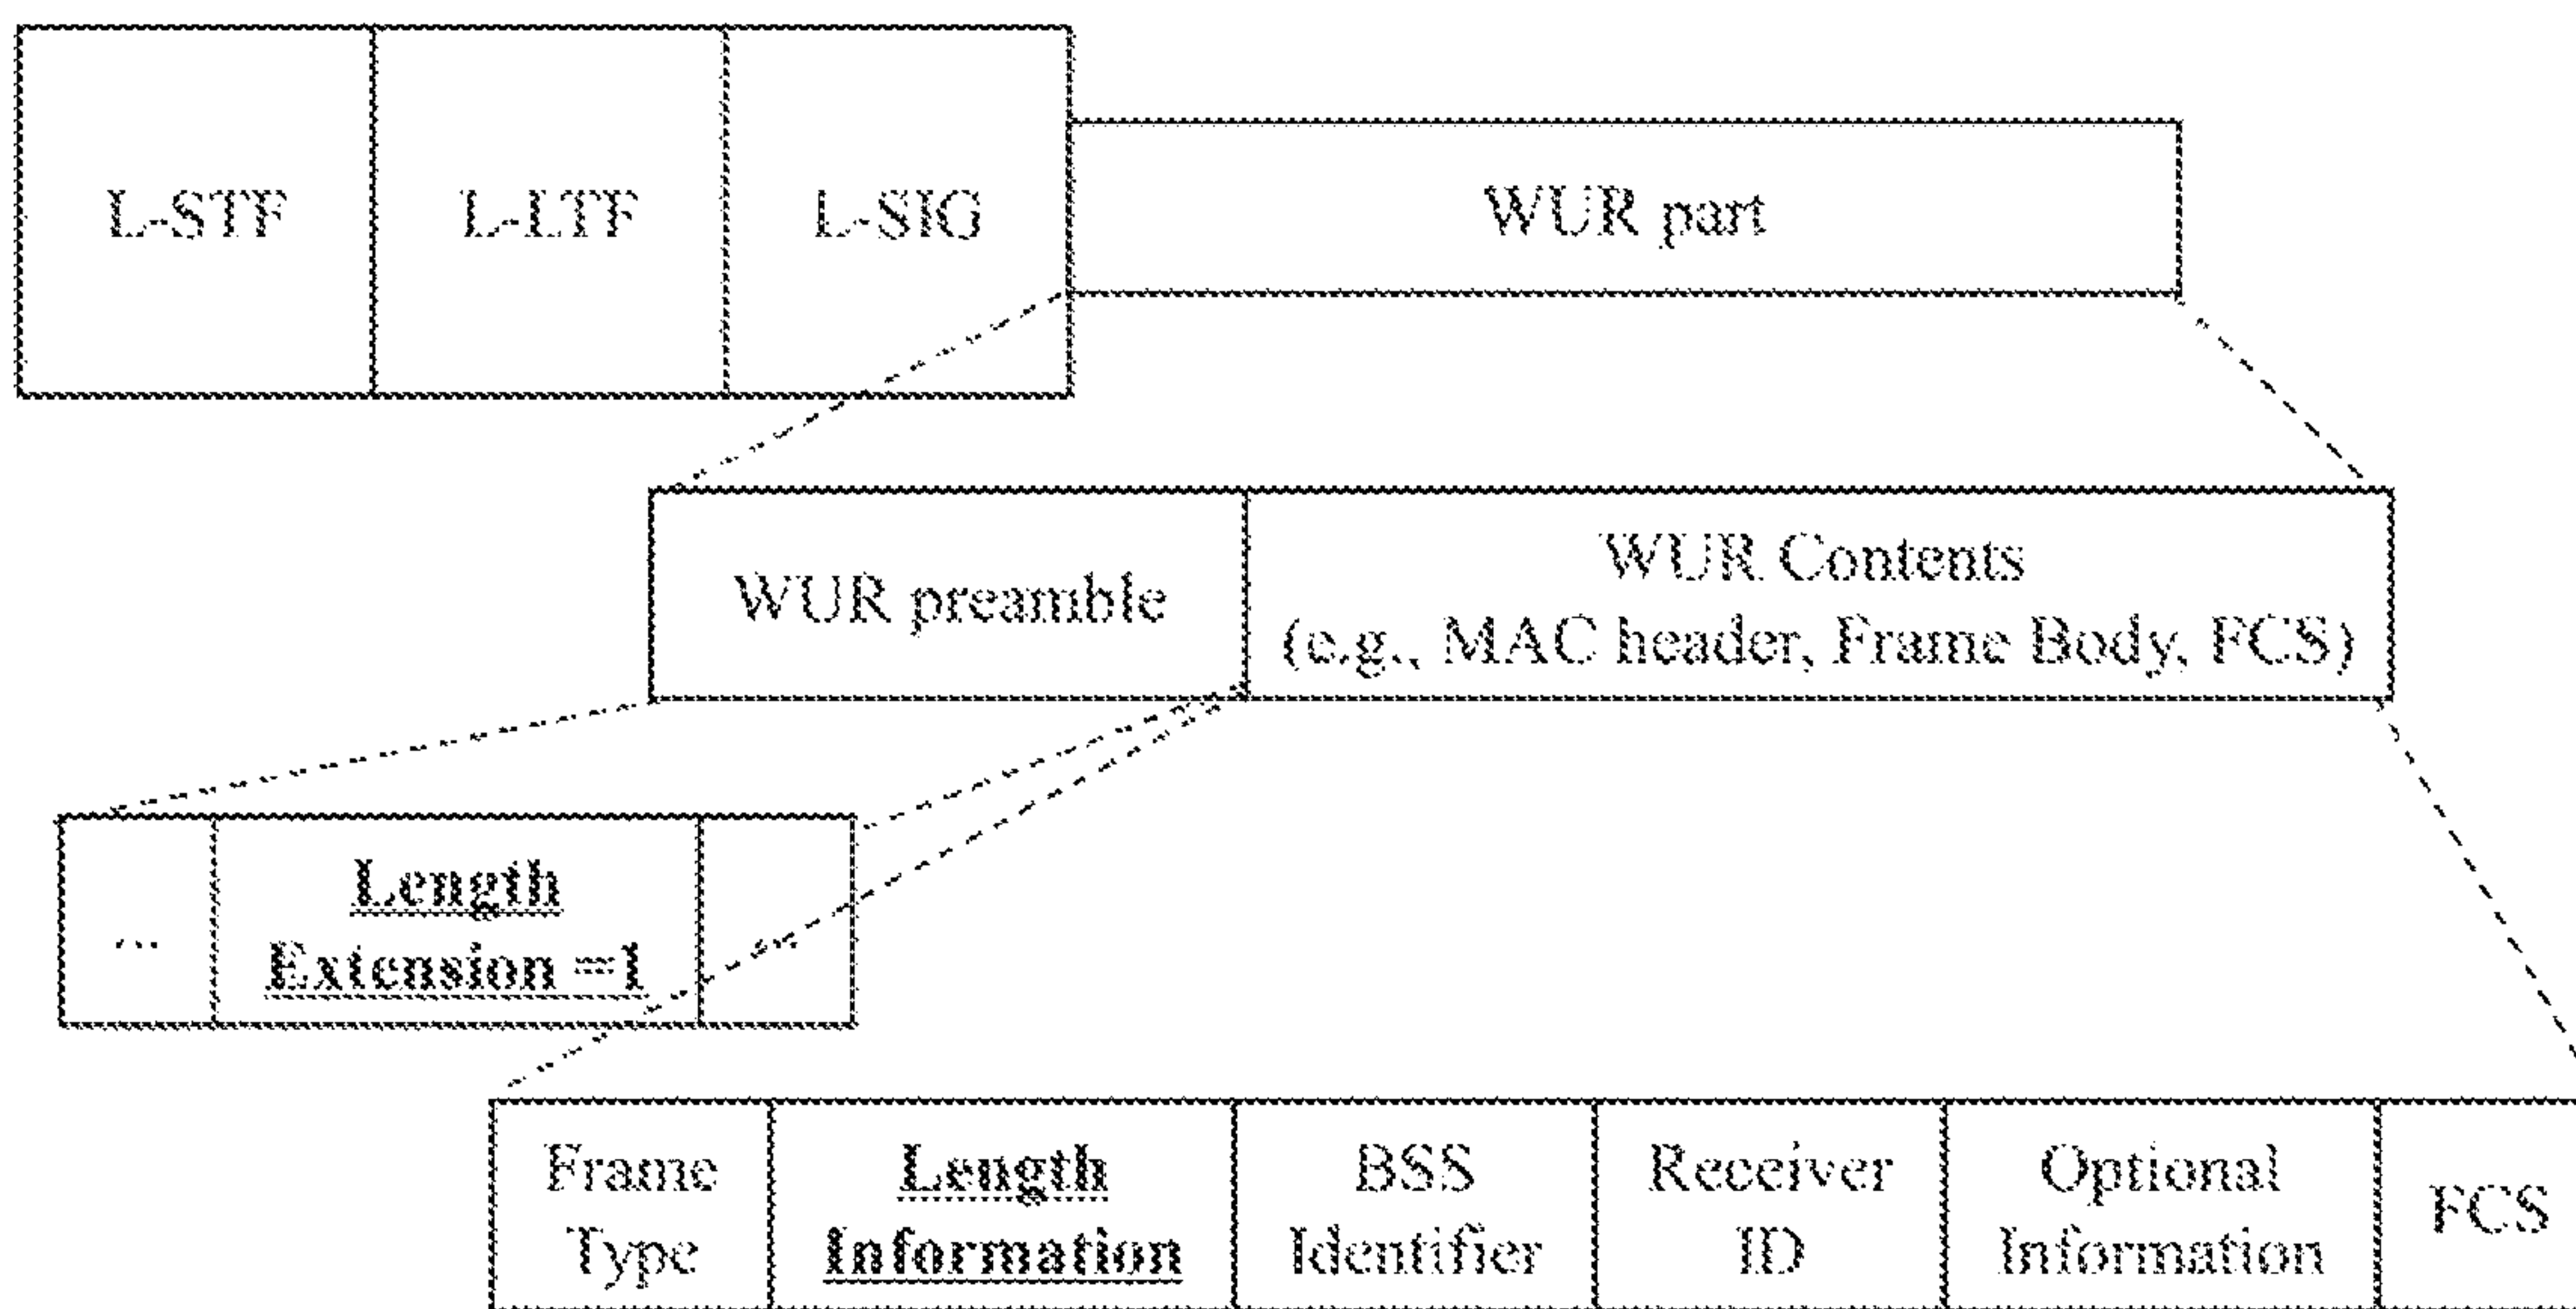 L-STF L-LTF L-SIG WUR part
WUR preamble
WUR Contents
(e.g., MAC header, Frame Body, FCS)
...
Length
Extension =1
...
Frame
Type
Length
Information
BSS
Identifier
Receiver
ID
Optional
Information
FCS